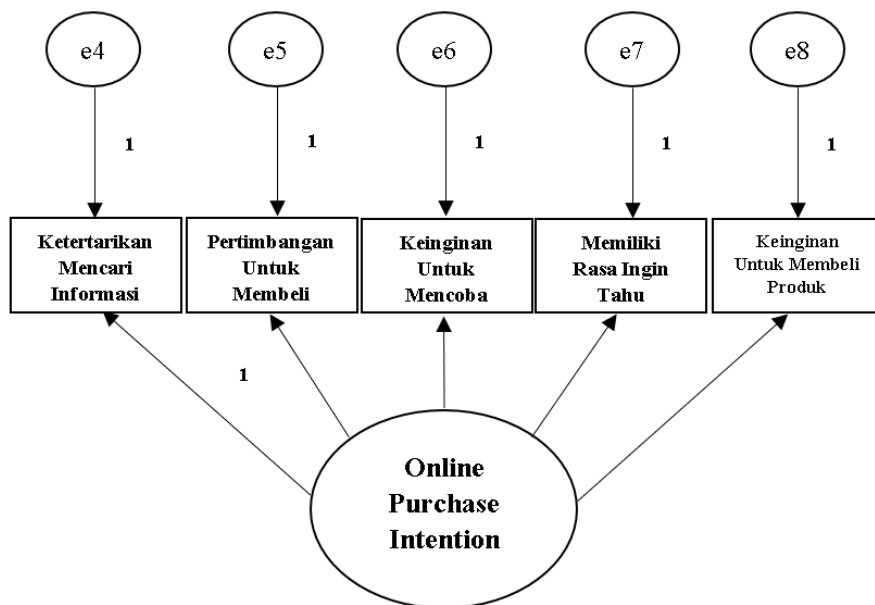 e4
e5
e6
e7
e8
1
1
1
1
1
Ketertarikan
Mencari
Informasi
Pertimbangan
Untuk
Membeli
Keinginan
Untuk
Mencoba
Memiliki
Rasa Ingin
Tahu
Keinginan
Untuk Membeli
Produk
1
Online
Purchase
Intention